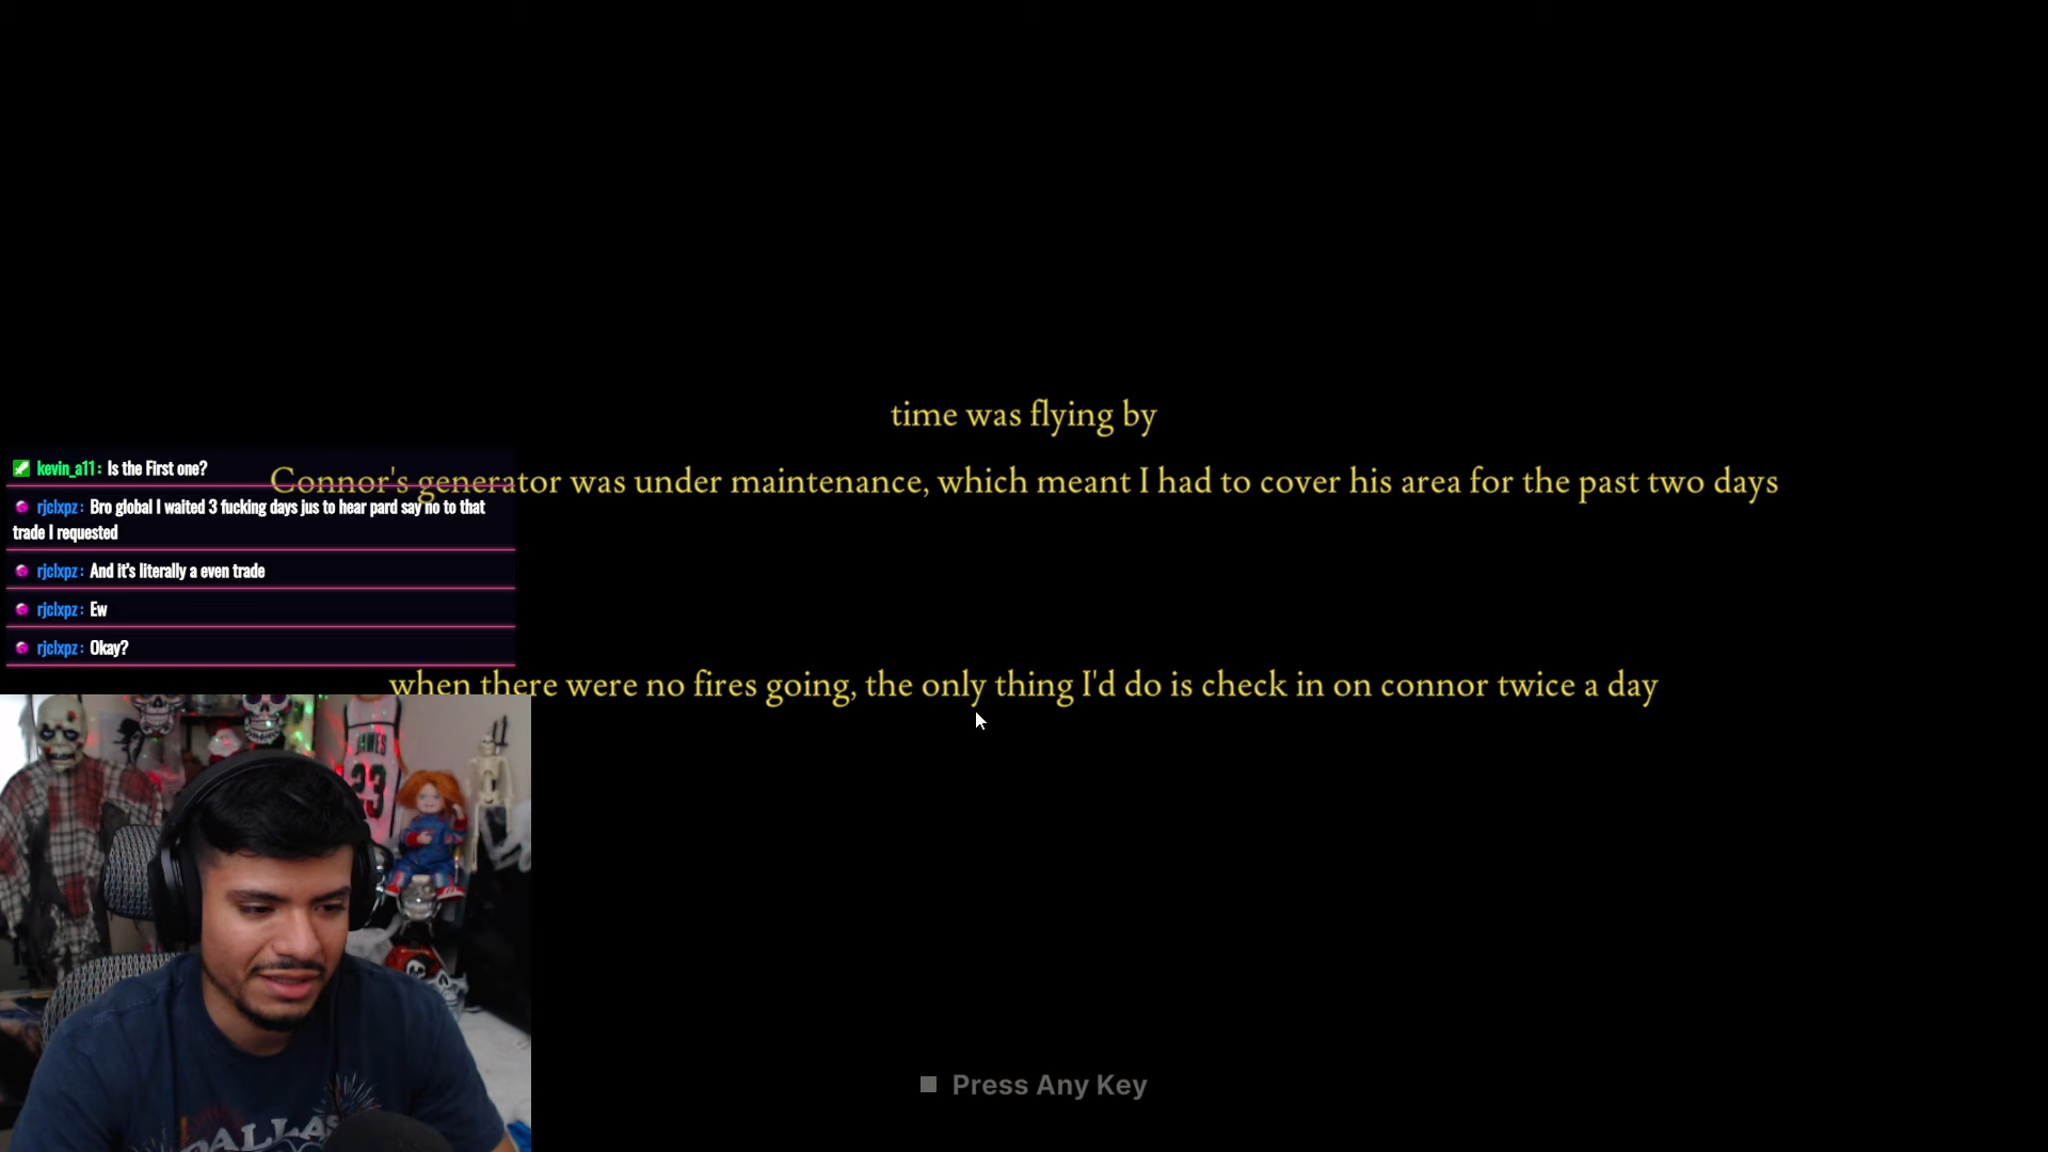 time was flying by
Connor's generator was under maintenance, which meant I had to cover his area for the past two days
when there were no fires going, the only thing I'd do is check in on connor twice a day
Press Any Key
kevin_a11: Is the First one?
rjclxpz: Bro global I waited 3 fucking days jus to hear pard say no to that
trade I requested
rjclxpz: And it's literally a even trade
rjclxpz: Ew
rjclxpz: Okay?
JAMES
23
DALLAS